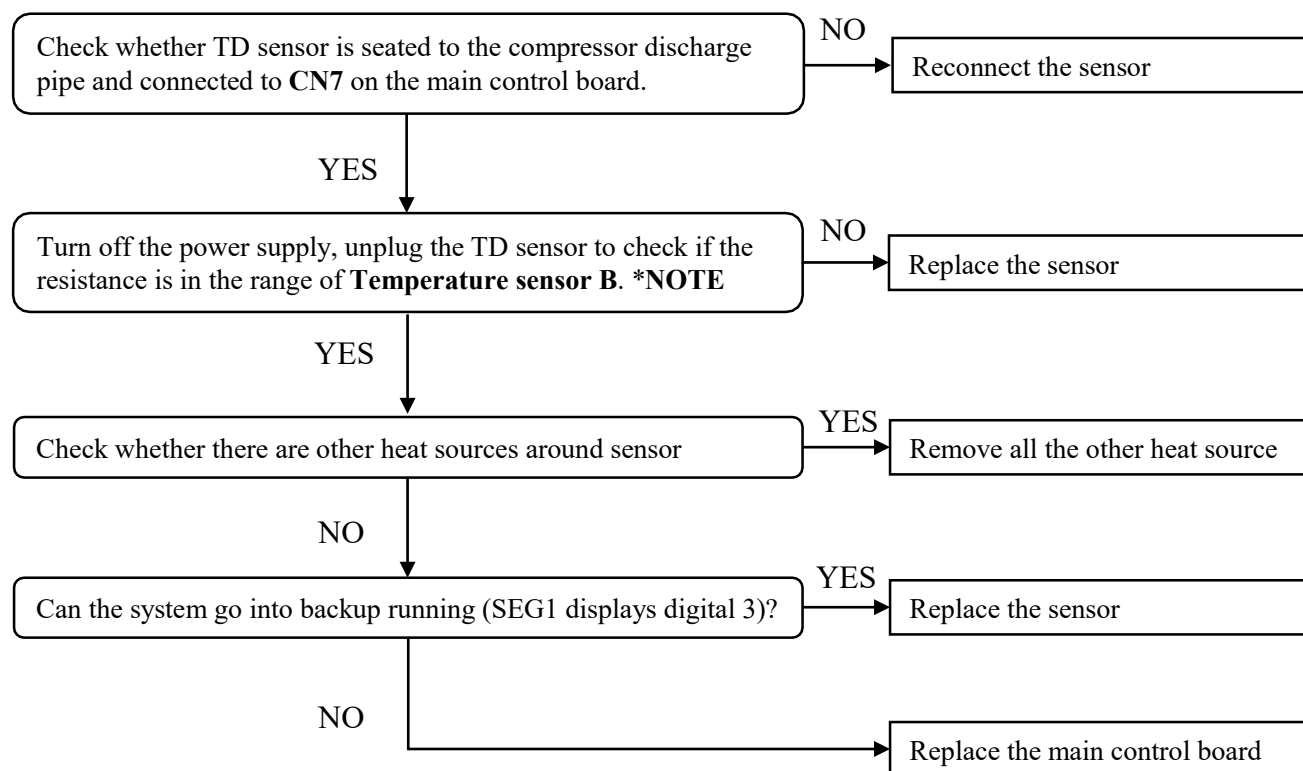 Check whether TD sensor is seated to the compressor discharge
pipe and connected to CN7 on the main control board.
NO
Reconnect the sensor
YES
Turn off the power supply, unplug the TD sensor to check if the
resistance is in the range of Temperature sensor B. *NOTE
NO
Replace the sensor
YES
Check whether there are other heat sources around sensor
YES
Remove all the other heat source
NO
Can the system go into backup running (SEG1 displays digital 3)?
YES
Replace the sensor
NO
Replace the main control board